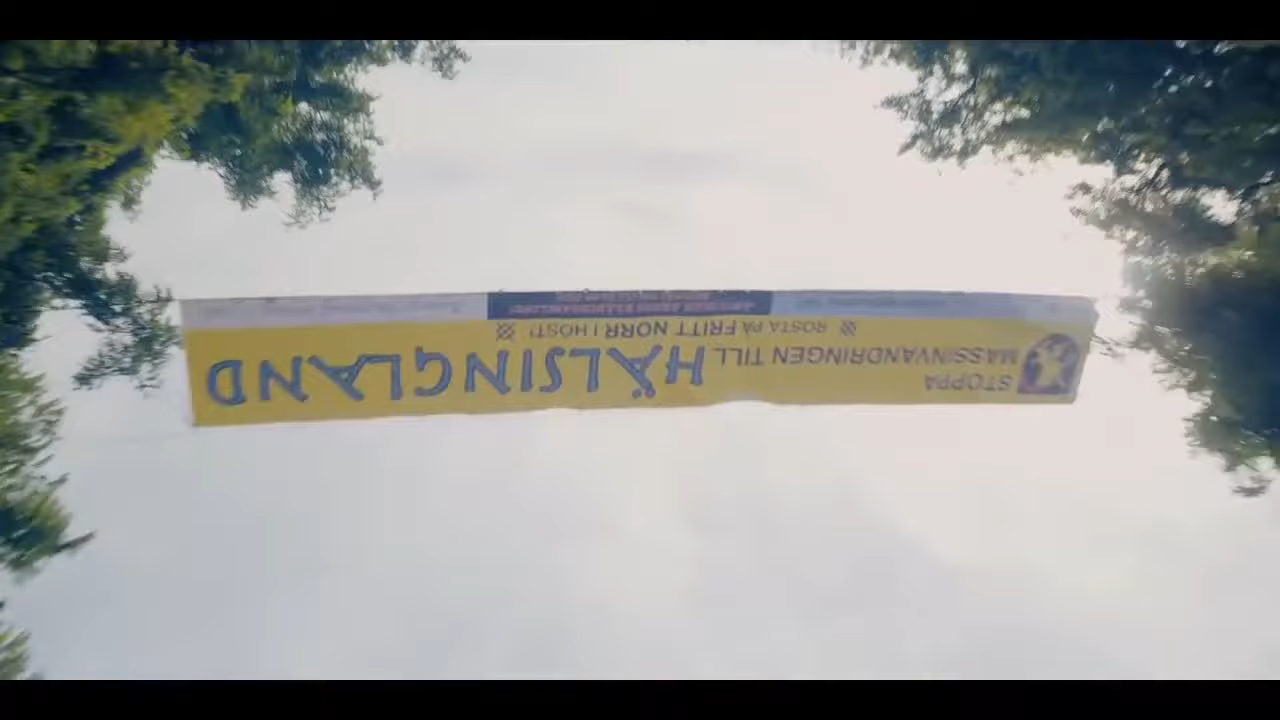 STOPPA
MASSINVANDRINGEN TILL HÄLSINGLAND
RÖSTA PÅ FRITT NORR I HÖST!